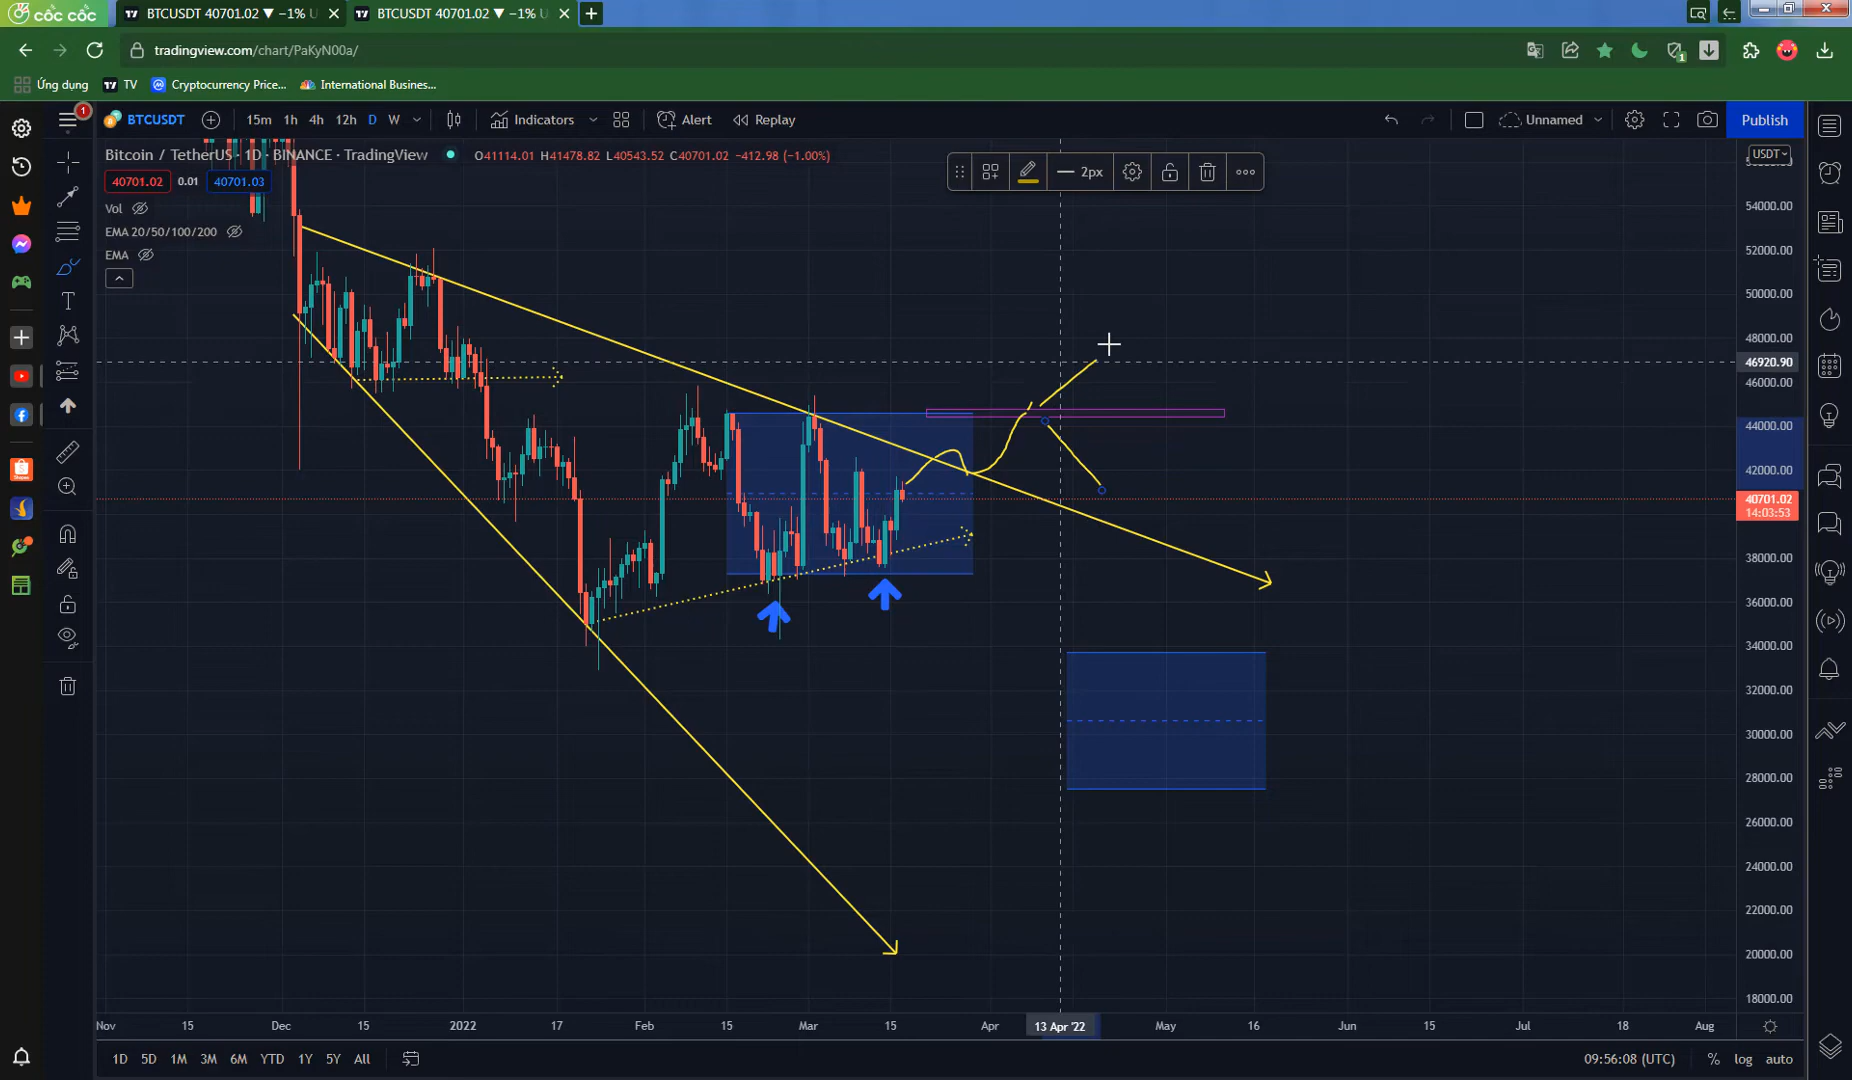 cốc cốc
BTCUSDT 40701.02 ▼ −1% U
BTCUSDT 40701.02 ▼ −1% U
tradingview.com/chart/PaKyN00a/
1
Ứng dụng
TV
Cryptocurrency Price...
International Busines...
1
BTCUSDT
15m 1h 4h 12h D W
Indicators
Alert
Replay
Unnamed
Publish
Bitcoin / TetherUS · 1D · BINANCE · TradingView
O41114.01 H41478.82 L40543.52 C40701.02 −412.98 (−1.00%)
USDT
40701.02 0.01 40701.03
2px
Vol
EMA 20/50/100/200
EMA
54000.00
52000.00
50000.00
48000.00
46920.90
46000.00
44000.00
42000.00
40701.02
14:03:53
38000.00
36000.00
34000.00
32000.00
30000.00
28000.00
26000.00
24000.00
22000.00
20000.00
18000.00
Nov 15 Dec 15 2022 17 Feb 15 Mar 15 Apr 13 Apr '22 May 16 Jun 15 Jul 18 Aug
1D 5D 1M 3M 6M YTD 1Y 5Y All
09:56:08 (UTC) % log auto